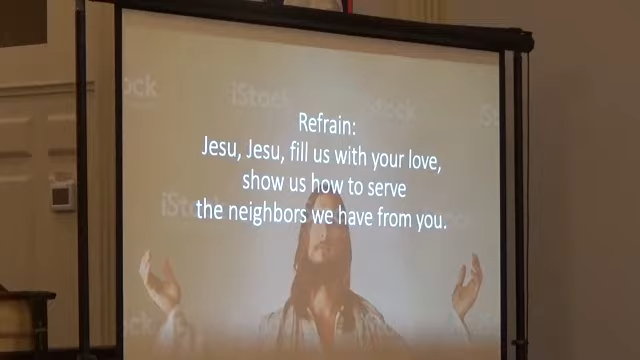 Refrain:
Jesu, Jesu, fill us with your love,
show us how to serve
the neighbors we have from you.
iStock